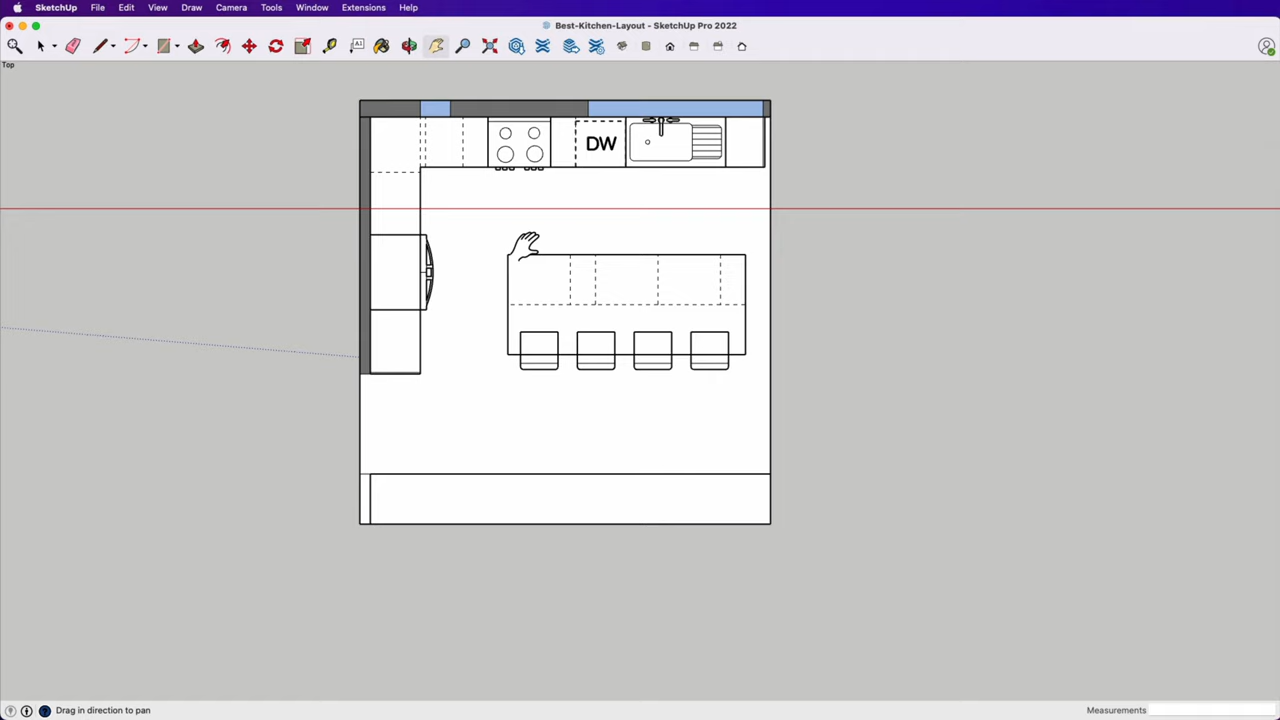 SketchUp File Edit View Draw Camera Tools Window Extensions Help
Best-Kitchen-Layout - SketchUp Pro 2022
A1
Top
DW
Drag in direction to pan
Measurements